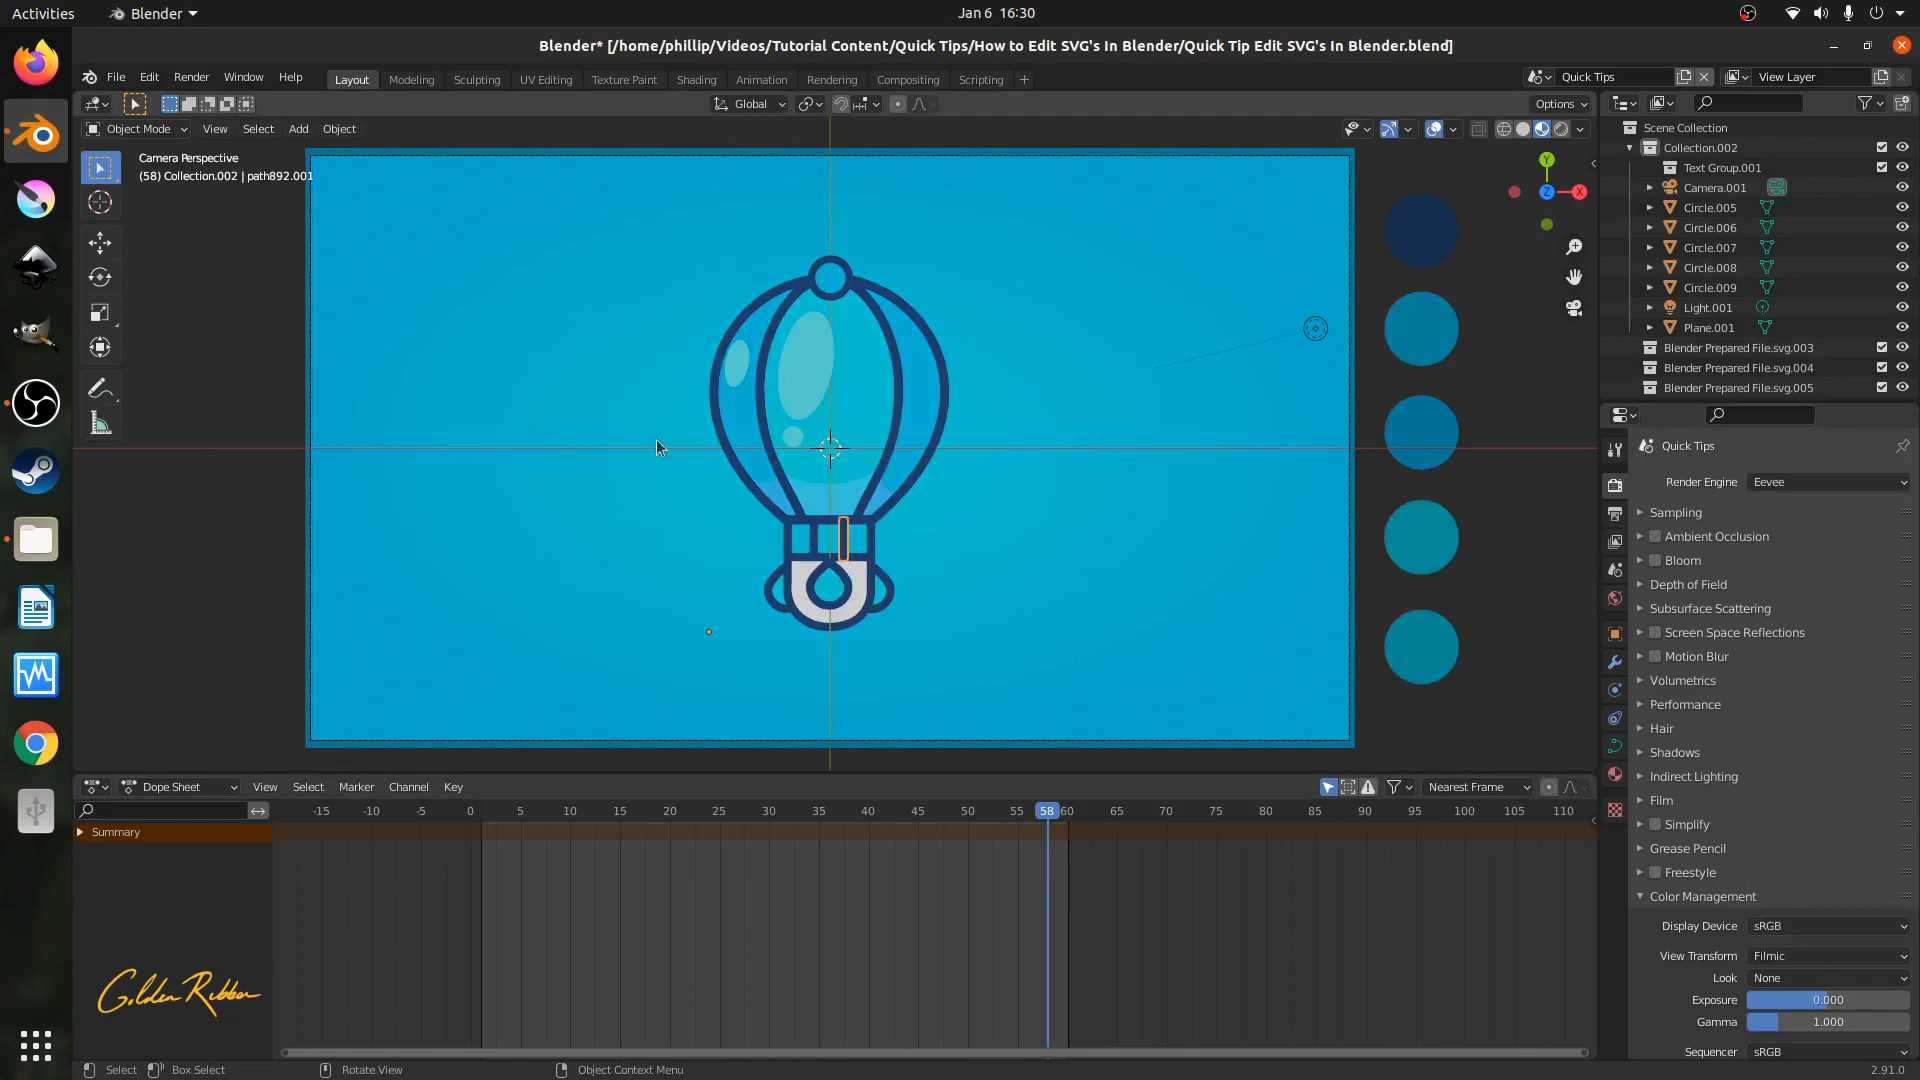 Activities Blender Jan 6 16:30
Blender* [/home/phillip/Videos/Tutorial Content/Quick Tips/How to Edit SVG's In Blender/Quick Tip Edit SVG's In Blender.blend]
File Edit Render Window Help Layout Modeling Sculpting UV Editing Texture Paint Shading Animation Rendering Compositing Scripting + Quick Tips View Layer
Global Options
Object Mode View Select Add Object
Camera Perspective
(58) Collection.002 | path892.001
Y
Z X
Scene Collection
Collection.002
Text Group.001
Camera.001
Circle.005
Circle.006
Circle.007
Circle.008
Circle.009
Light.001
Plane.001
Blender Prepared File.svg.003
Blender Prepared File.svg.004
Blender Prepared File.svg.005
Quick Tips
Render Engine Eevee
Sampling
Ambient Occlusion
Bloom
Depth of Field
Subsurface Scattering
Screen Space Reflections
Motion Blur
Volumetrics
Performance
Hair
Shadows
Indirect Lighting
Film
Simplify
Grease Pencil
Freestyle
Color Management
Display Device sRGB
View Transform Filmic
Look None
Exposure 0.000
Gamma 1.000
Sequencer sRGB
Dope Sheet View Select Marker Channel Key Nearest Frame
-15 -10 -5 0 5 10 15 20 25 30 35 40 45 50 55 58 60 65 70 75 80 85 90 95 100 105 110
Summary
Golden Ribbon
Select Box Select Rotate View Object Context Menu 2.91.0